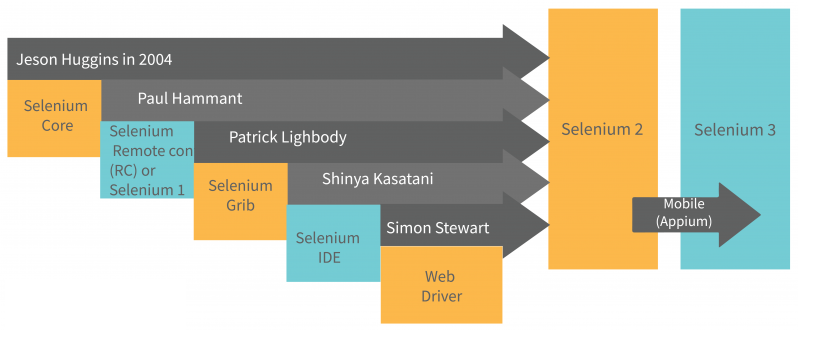 Jeson Huggins in 2004
Selenium
Core
Paul Hammant
Selenium
Remote con
(RC) or
Selenium 1
Patrick Lighbody
Selenium
Grib
Shinya Kasatani
Selenium
IDE
Simon Stewart
Web
Driver
Selenium 2
Mobile
(Appium)
Selenium 3